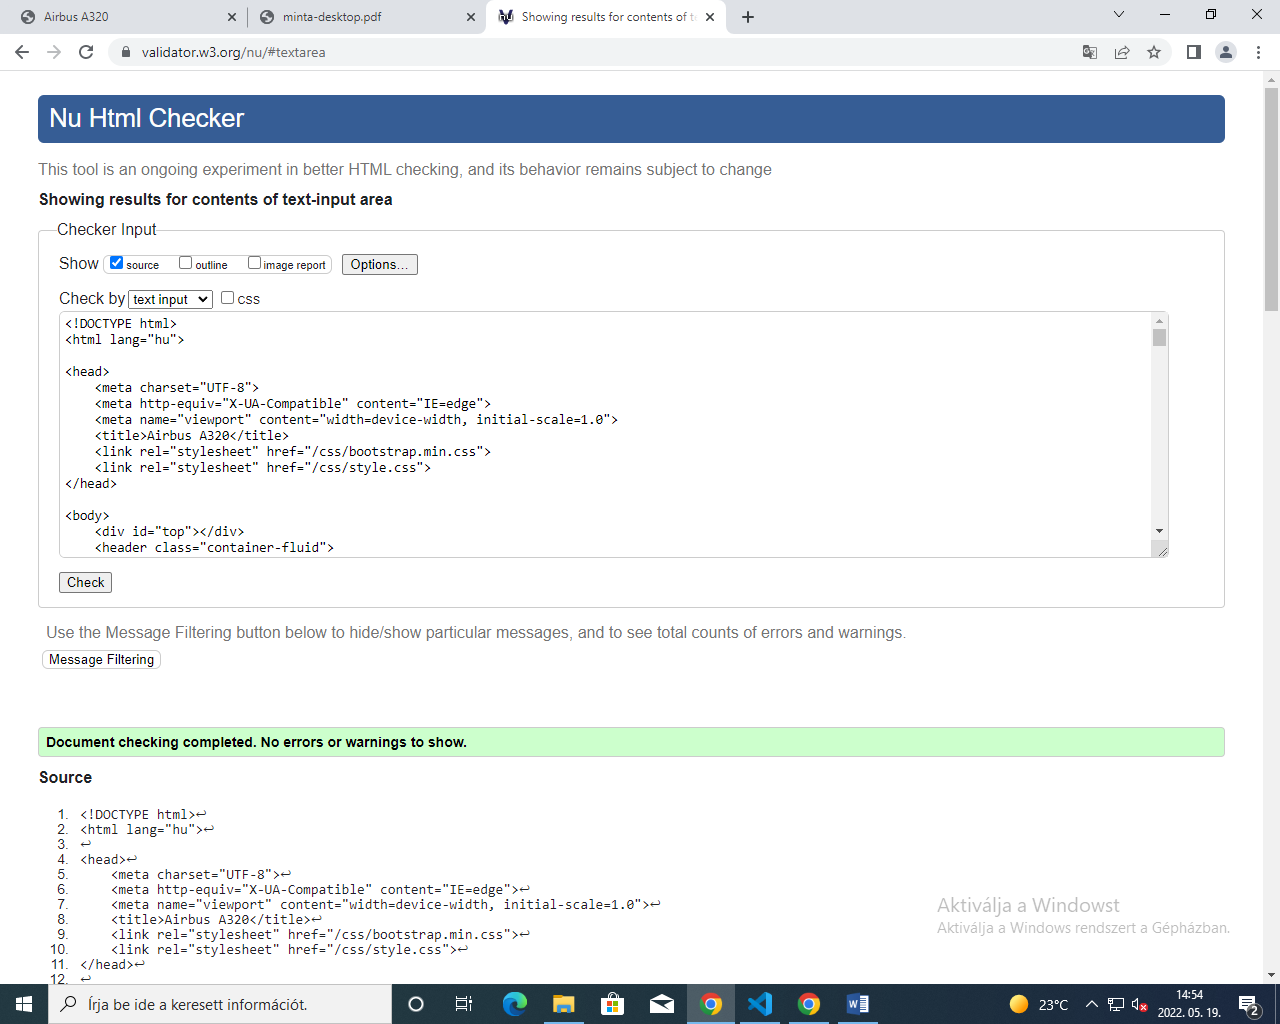 Airbus A320
minta-desktop.pdf
Showing results for contents of te
validator.w3.org/nu/#textarea
Nu Html Checker
This tool is an ongoing experiment in better HTML checking, and its behavior remains subject to change
Showing results for contents of text-input area
Checker Input
Show source outline image report Options...
Check by text input css
<!DOCTYPE html>
<html lang="hu">
<head>
<meta charset="UTF-8">
<meta http-equiv="X-UA-Compatible" content="IE=edge">
<meta name="viewport" content="width=device-width, initial-scale=1.0">
<title>Airbus A320</title>
<link rel="stylesheet" href="/css/bootstrap.min.css">
<link rel="stylesheet" href="/css/style.css">
</head>
<body>
<div id="top"></div>
<header class="container-fluid">
Check
Use the Message Filtering button below to hide/show particular messages, and to see total counts of errors and warnings.
Message Filtering
Document checking completed. No errors or warnings to show.
Source
1. <!DOCTYPE html>↩
2. <html lang="hu">↩
3. ↩
4. <head>↩
5. <meta charset="UTF-8">↩
6. <meta http-equiv="X-UA-Compatible" content="IE=edge">↩
7. <meta name="viewport" content="width=device-width, initial-scale=1.0">↩
8. <title>Airbus A320</title>↩
9. <link rel="stylesheet" href="/css/bootstrap.min.css">↩
10. <link rel="stylesheet" href="/css/style.css">↩
11. </head>↩
12. ↩
Aktiválja a Windowst
Aktiválja a Windows rendszert a Gépházban.
Írja be ide a keresett információt.
23°C
14:54
2022. 05. 19.
2